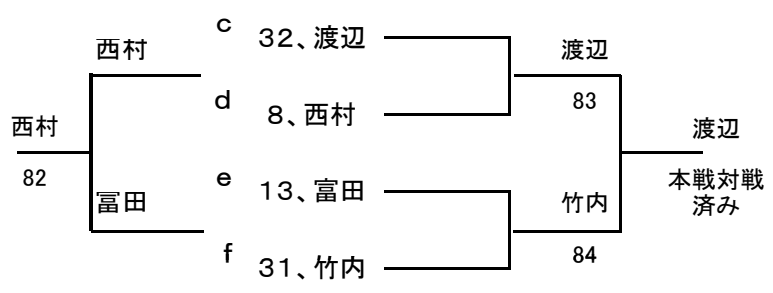 c 32、渡辺
西村
渡辺
d 8、西村
83
西村
渡辺
82
e 13、富田
本戦対戦
済み
冨田
竹内
f 31、竹内
84